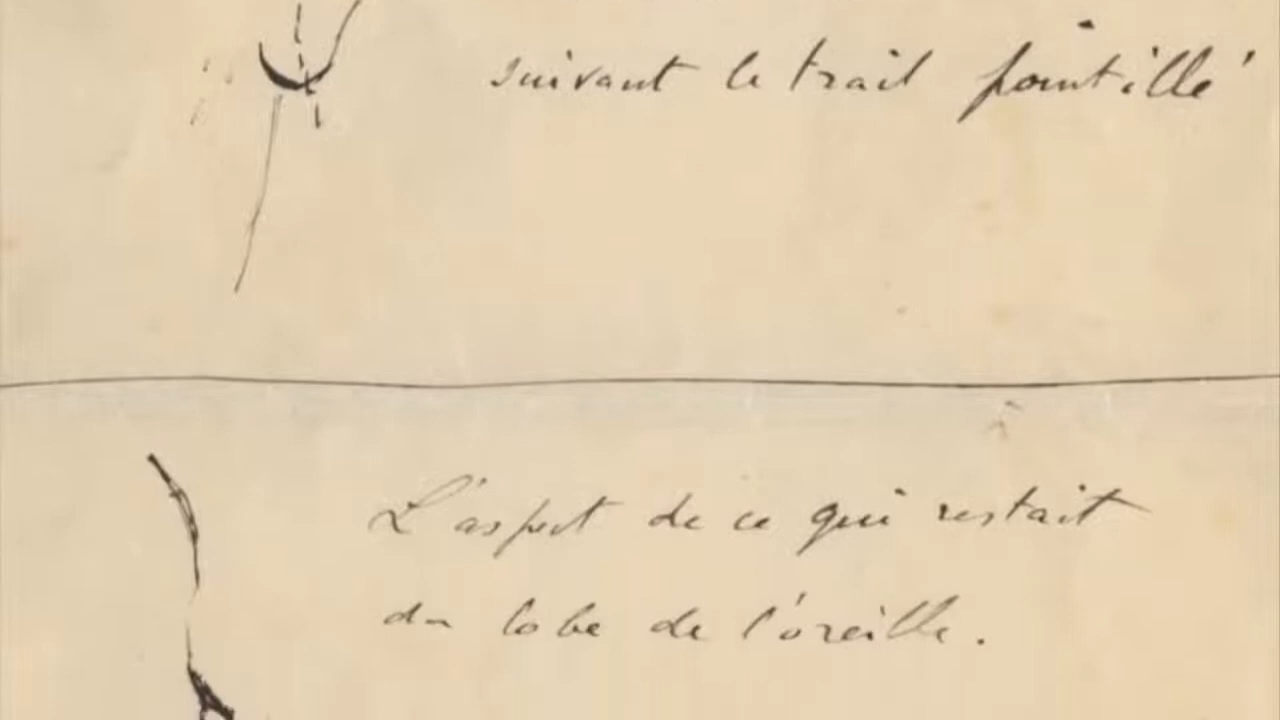 suivant le trait pointillé
L'aspect de ce qui restait
du lobe de l'oreille.